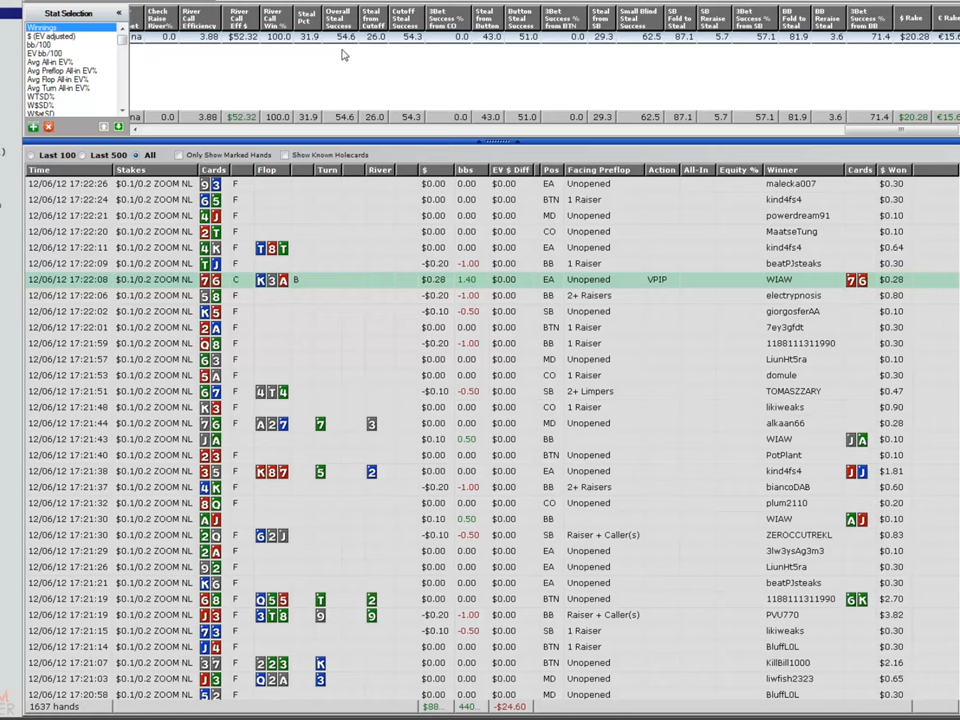 Stat Selection «
Check Raise River% River Call Efficiency River Call Eff $ River Call Win % Steal Pct Overall Steal Success Steal from Cutoff Cutoff Steal Success 3Bet Success % from CO Steal from Button Button Steal Success 3Bet Success % from BTN Steal from SB Small Blind Steal Success SB Fold to Steal SB Resteal Steal 3Bet Success % from SB BB Fold to Steal BB Reraise Steal 3Bet Success % from BB $ Rake € Rake
Winnings
$ (EV adjusted)
bb/100
EV bb/100
Avg All-in EV%
Avg Preflop All-in EV%
Avg Flop All-in EV%
Avg Turn All-in EV%
WTSD%
W$SD%
na 0.0 3.88 $52.32 100.0 31.9 54.6 26.0 54.3 0.0 43.0 51.0 0.0 29.3 62.5 87.1 5.7 57.1 81.9 3.6 71.4 $20.28 €15.6
na 0.0 3.88 $52.32 100.0 31.9 54.6 26.0 54.3 0.0 43.0 51.0 0.0 29.3 62.5 87.1 5.7 57.1 81.9 3.6 71.4 $20.28 €15.6
Last 100 Last 500 All Only Show Marked Hands Show Known Holecards
Time Stakes Cards Flop Turn River $ bbs EV $ Diff Pos Facing Preflop Action All-In Equity % Winner Cards $ Won
12/06/12 17:22:26 $0.1/0.2 ZOOM NL 9 3 F $0.00 0.00 $0.00 EA Unopened malecka007 $0.30
12/06/12 17:22:24 $0.1/0.2 ZOOM NL 6 5 F $0.00 0.00 $0.00 BTN 1 Raiser kind4fs4 $0.30
12/06/12 17:22:21 $0.1/0.2 ZOOM NL 4 J F $0.00 0.00 $0.00 MD Unopened powerdream91 $0.10
12/06/12 17:22:20 $0.1/0.2 ZOOM NL 2 T F $0.00 0.00 $0.00 CO Unopened MaatseTung $0.30
12/06/12 17:22:11 $0.1/0.2 ZOOM NL 4 K F T 8 T $0.00 0.00 $0.00 EA Unopened kind4fs4 $0.64
12/06/12 17:22:09 $0.1/0.2 ZOOM NL T J F -$0.20 -1.00 $0.00 BB 1 Raiser beatPJsteaks $0.30
12/06/12 17:22:08 $0.1/0.2 ZOOM NL 7 6 C K 3 A B $0.28 1.40 $0.00 EA Unopened VPIP WIAW 7 6 $0.28
12/06/12 17:22:06 $0.1/0.2 ZOOM NL 5 8 F -$0.20 -1.00 $0.00 BB 2+ Raisers electrypnosis $0.80
12/06/12 17:22:02 $0.1/0.2 ZOOM NL K 5 F -$0.10 -0.50 $0.00 SB Unopened giorgosferAA $0.10
12/06/12 17:22:01 $0.1/0.2 ZOOM NL 2 A F $0.00 0.00 $0.00 BTN 1 Raiser 7ey3gfdt $0.30
12/06/12 17:21:59 $0.1/0.2 ZOOM NL Q 8 F -$0.20 -1.00 $0.00 BB 1 Raiser 1188111311990 $0.30
12/06/12 17:21:57 $0.1/0.2 ZOOM NL 6 3 F $0.00 0.00 $0.00 MD Unopened LiunHt5ra $0.10
12/06/12 17:21:53 $0.1/0.2 ZOOM NL 5 A F $0.00 0.00 $0.00 CO 1 Raiser domule $0.30
12/06/12 17:21:51 $0.1/0.2 ZOOM NL 6 7 F 4 T 4 -$0.10 -0.50 $0.00 SB 2+ Limpers TOMASZZARY $0.47
12/06/12 17:21:48 $0.1/0.2 ZOOM NL K 3 F $0.00 0.00 $0.00 CO 1 Raiser likiweaks $0.90
12/06/12 17:21:44 $0.1/0.2 ZOOM NL 7 6 F A 2 7 7 3 $0.00 0.00 $0.00 MD Unopened alkaan66 $0.28
12/06/12 17:21:43 $0.1/0.2 ZOOM NL J A $0.10 0.50 $0.00 BB WIAW J A $0.10
12/06/12 17:21:40 $0.1/0.2 ZOOM NL 2 3 F $0.00 0.00 $0.00 BTN Unopened PotPlant $0.10
12/06/12 17:21:38 $0.1/0.2 ZOOM NL 3 5 F K 8 7 5 2 $0.00 0.00 $0.00 EA Unopened kind4fs4 J J $1.81
12/06/12 17:21:37 $0.1/0.2 ZOOM NL 4 K F -$0.20 -1.00 $0.00 BB 2+ Raisers biancoDAB $0.60
12/06/12 17:21:32 $0.1/0.2 ZOOM NL 8 Q F $0.00 0.00 $0.00 CO Unopened plum2110 $0.20
12/06/12 17:21:30 $0.1/0.2 ZOOM NL A J $0.10 0.50 $0.00 BB WIAW A J $0.10
12/06/12 17:21:30 $0.1/0.2 ZOOM NL 2 Q F 6 2 J -$0.10 -0.50 $0.00 SB Raiser + Caller(s) ZEROCCUTREKL $0.83
12/06/12 17:21:29 $0.1/0.2 ZOOM NL 2 A F $0.00 0.00 $0.00 EA Unopened 3lw3ysAg3m3 $0.10
12/06/12 17:21:26 $0.1/0.2 ZOOM NL 9 2 F $0.00 0.00 $0.00 EA Unopened LiunHt5ra $0.10
12/06/12 17:21:21 $0.1/0.2 ZOOM NL K 6 F $0.00 0.00 $0.00 EA Unopened beatPJsteaks $0.30
12/06/12 17:21:19 $0.1/0.2 ZOOM NL 6 8 F Q 5 5 T 2 $0.00 0.00 $0.00 BTN Unopened 1188111311990 6 K $2.70
12/06/12 17:21:19 $0.1/0.2 ZOOM NL J 3 F 3 T 8 9 9 -$0.20 -1.00 $0.00 BB Raiser + Caller(s) PVU770 $3.82
12/06/12 17:21:15 $0.1/0.2 ZOOM NL 7 3 F -$0.10 -0.50 $0.00 SB 1 Raiser likiweaks $0.30
12/06/12 17:21:14 $0.1/0.2 ZOOM NL J 4 F $0.00 0.00 $0.00 BTN 1 Raiser BluffL0L $0.30
12/06/12 17:21:07 $0.1/0.2 ZOOM NL 3 7 F 2 2 3 K $0.00 0.00 $0.00 BTN Unopened KillBill1000 $2.16
12/06/12 17:21:03 $0.1/0.2 ZOOM NL J 3 F Q 2 A 3 $0.00 0.00 $0.00 MD Unopened liwfish2323 $0.65
12/06/12 17:20:58 $0.1/0.2 ZOOM NL 5 2 F $0.00 0.00 $0.00 MD Unopened BluffL0L $0.30
1637 hands $88... 440... -$24.60